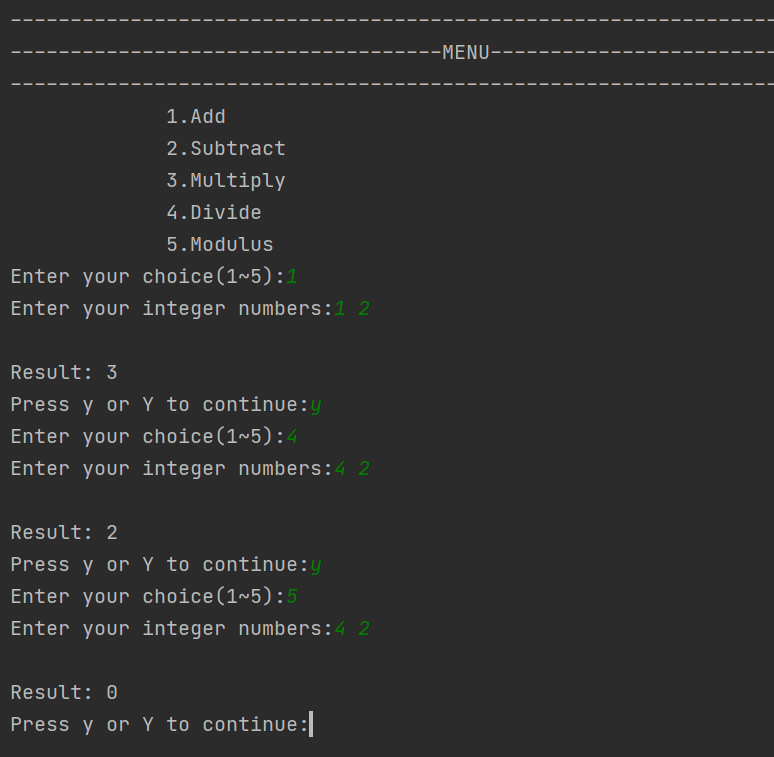 ----------------------------------------------------------------
------------------------------------MENU------------------------
----------------------------------------------------------------
1.Add
2.Subtract
3.Multiply
4.Divide
5.Modulus
Enter your choice(1~5):1
Enter your integer numbers:1 2
Result: 3
Press y or Y to continue:y
Enter your choice(1~5):4
Enter your integer numbers:4 2
Result: 2
Press y or Y to continue:y
Enter your choice(1~5):5
Enter your integer numbers:4 2
Result: 0
Press y or Y to continue: